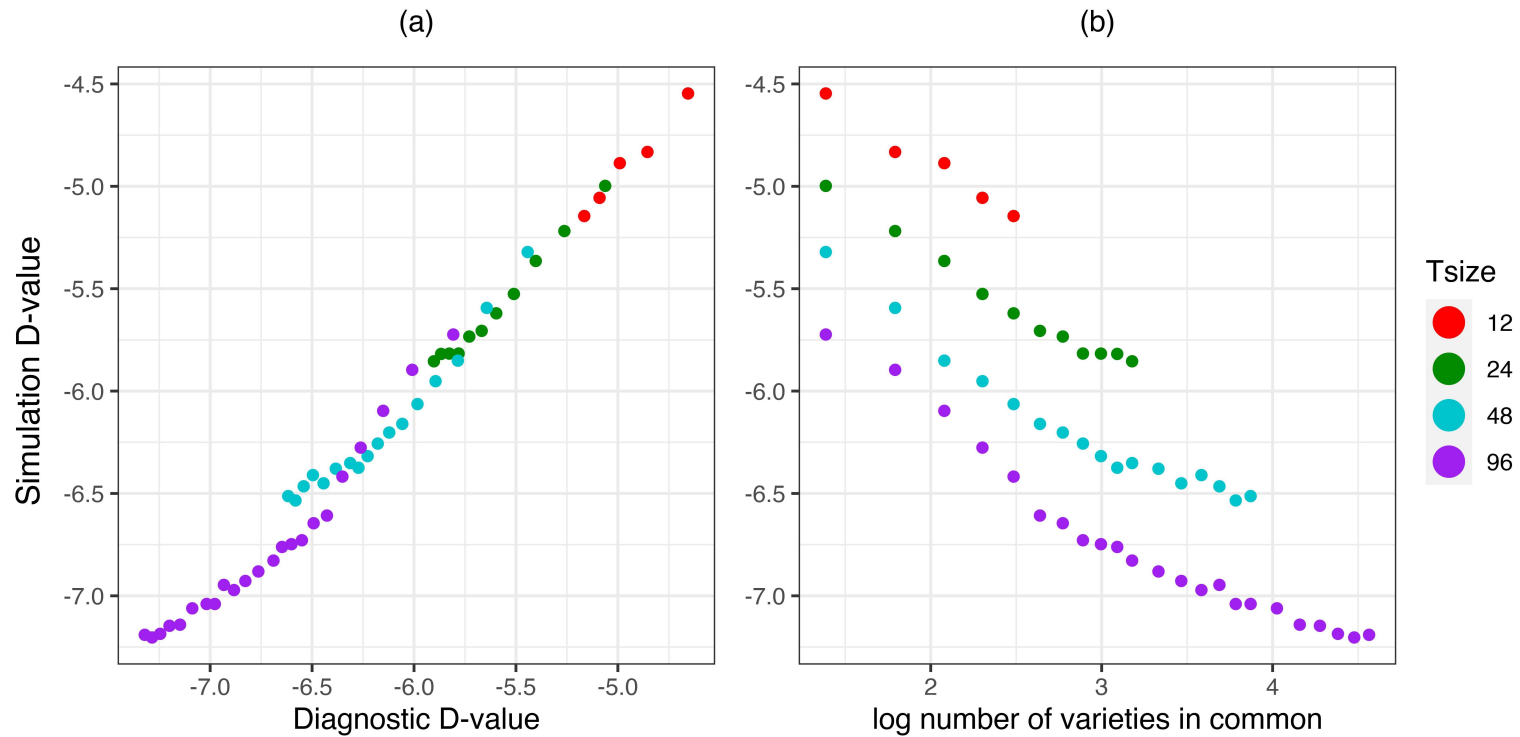 (a)
(b)
-4.5
-5.0
-5.5
-6.0
-6.5
-7.0
Simulation D-value
-7.0 -6.5 -6.0 -5.5 -5.0
Diagnostic D-value
-4.5
-5.0
-5.5
-6.0
-6.5
-7.0
2 3 4
log number of varieties in common
Tsize
12
24
48
96